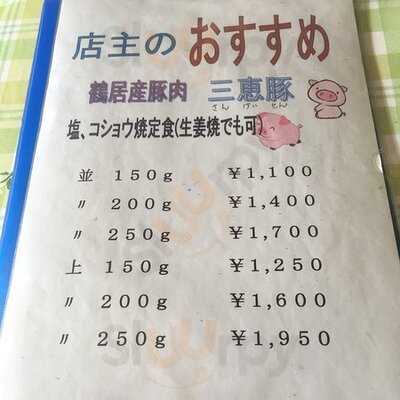 店主の おすすめ
鶴居産豚肉 三恵豚
さん けい とん
塩、コショウ焼定食(生姜焼でも可)
並 150g ￥1,100
〃 200g ￥1,400
〃 250g ￥1,700
上 150g ￥1,250
〃 200g ￥1,600
〃 250g ￥1,950